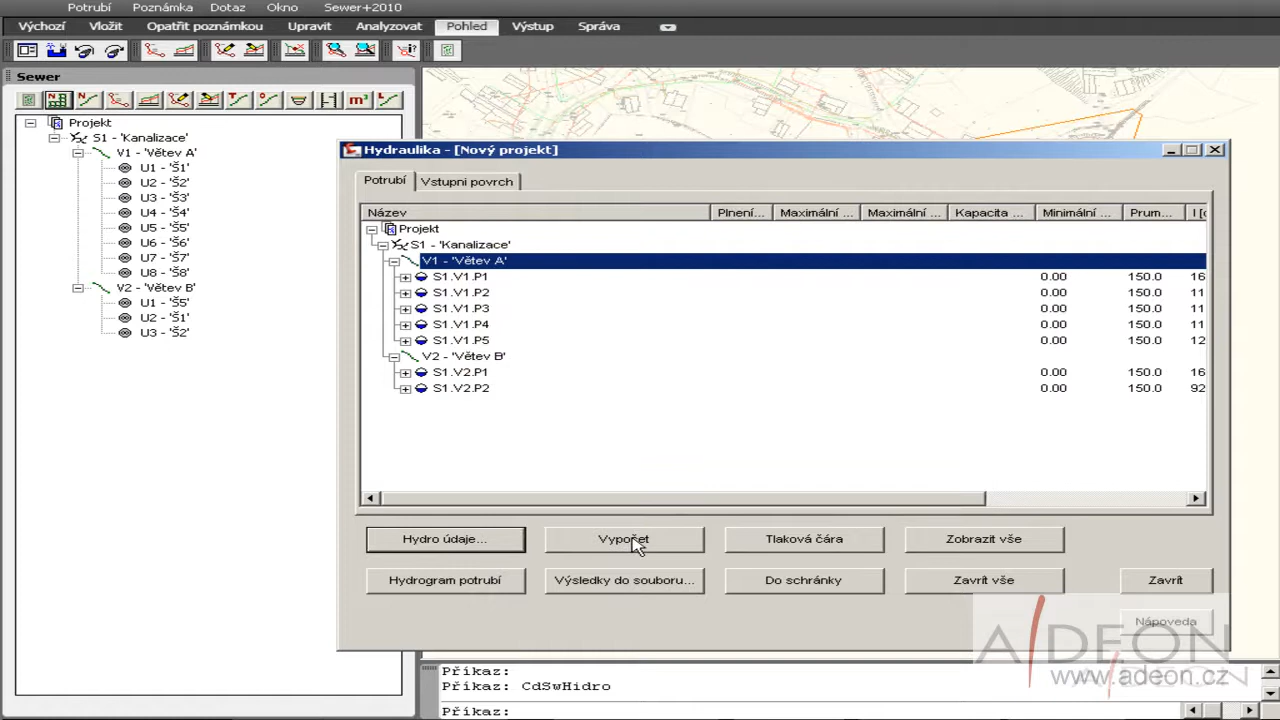 Potrubí Poznámka Dotaz Okno Sewer+2010
Výchozí Vložit Opatřit poznámkou Upravit Analyzovat Pohled Výstup Správa
Sewer
Projekt
S1 - 'Kanalizace'
V1 - 'Větev A'
U1 - 'Š1'
U2 - 'Š2'
U3 - 'Š3'
U4 - 'Š4'
U5 - 'Š5'
U6 - 'Š6'
U7 - 'Š7'
U8 - 'Š8'
V2 - 'Větev B'
U1 - 'Š5'
U2 - 'Š1'
U3 - 'Š2'
Hydraulika - [Nový projekt]
Potrubí Vstupni povrch
Název Plnení... Maximální ... Maximální ... Kapacita ... Minimální ... Prum...
Projekt
S1 - 'Kanalizace'
V1 - 'Větev A'
S1.V1.P1 0.00 150.0 16
S1.V1.P2 0.00 150.0 11
S1.V1.P3 0.00 150.0 11
S1.V1.P4 0.00 150.0 11
S1.V1.P5 0.00 150.0 12
V2 - 'Větev B'
S1.V2.P1 0.00 150.0 16
S1.V2.P2 0.00 150.0 92
Hydro údaje... Vypočet Tlaková čára Zobrazit vše
Hydrogram potrubí Výsledky do souboru... Do schránky Zavrít vše Zavrít
Nápoveda
ADEON
www.adeon.cz
Příkaz:
Příkaz: CdSwHidro
Příkaz: